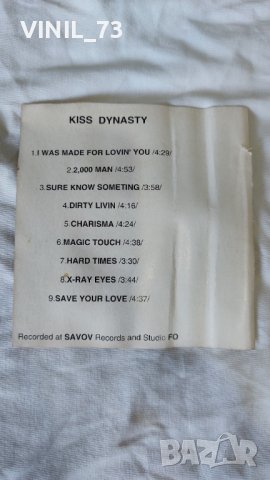 VINIL_73
KISS DYNASTY
1.I WAS MADE FOR LOVIN' YOU /4:29/
2.2,000 MAN /4:53/
3.SURE KNOW SOMETING /3:58/
4.DIRTY LIVIN /4:16/
5.CHARISMA /4:24/
6.MAGIC TOUCH /4:38/
7.HARD TIMES /3:30/
8.X-RAY EYES /3:44/
9.SAVE YOUR LOVE /4:37/
Recorded at SAVOV Records and Studio FO
BAZAR